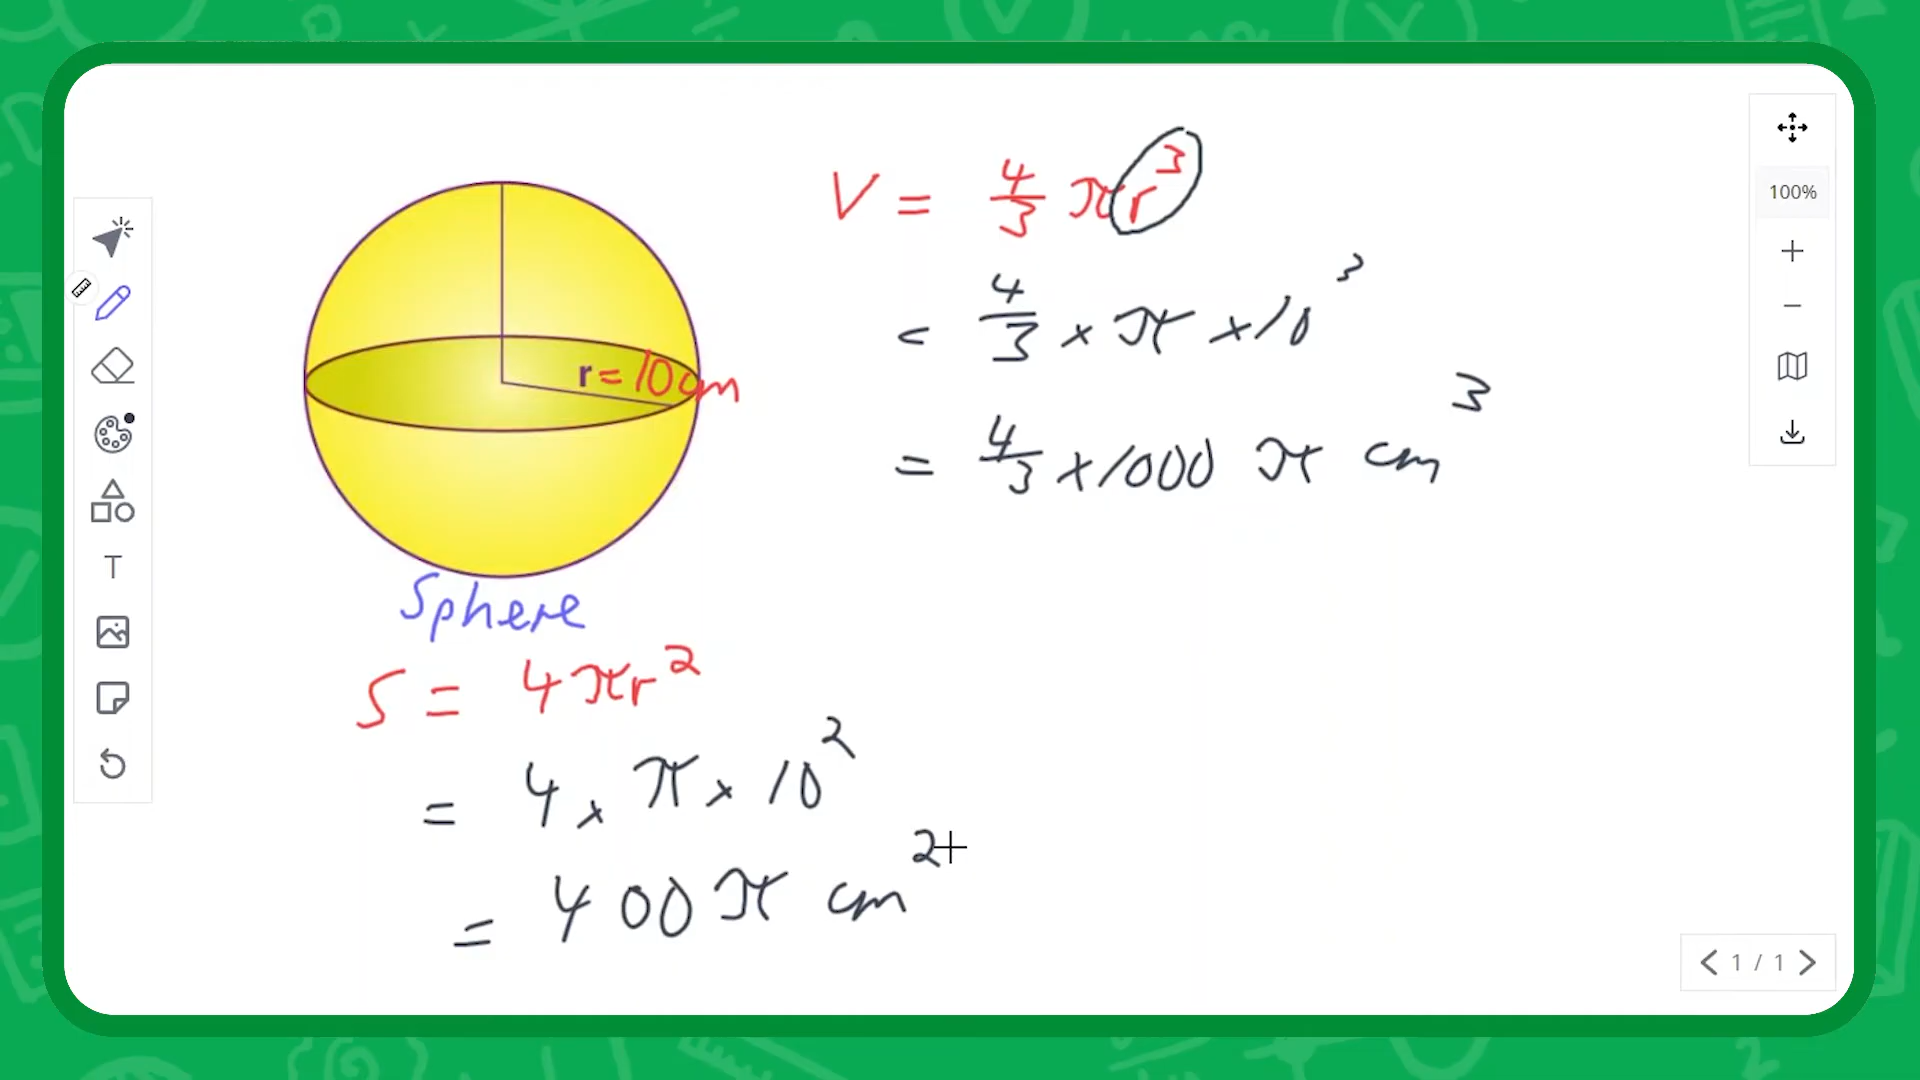 V = 4/3 πr³
= 4/3 × π × 10³
= 4/3 × 1000 π cm³
r = 10cm
Sphere
S = 4πr²
= 4 × π × 10²
= 400 π cm²
T
100%
+
−
< 1 / 1 >